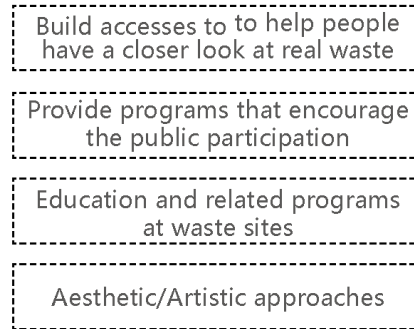 Build accesses to to help people
have a closer look at real waste
Provide programs that encourage
the public participation
Education and related programs
at waste sites
Aesthetic/Artistic approaches